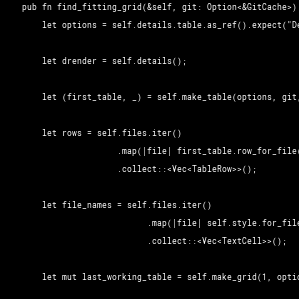 pub fn find_fitting_grid(&self, git: Option<&GitCache>)
let options = self.details.table.as_ref().expect("De
let drender = self.details();
let (first_table, _) = self.make_table(options, git,
let rows = self.files.iter()
.map(|file| first_table.row_for_file(
.collect::<Vec<TableRow>>();
let file_names = self.files.iter()
.map(|file| self.style.for_file
.collect::<Vec<TextCell>>();
let mut last_working_table = self.make_grid(1, optio